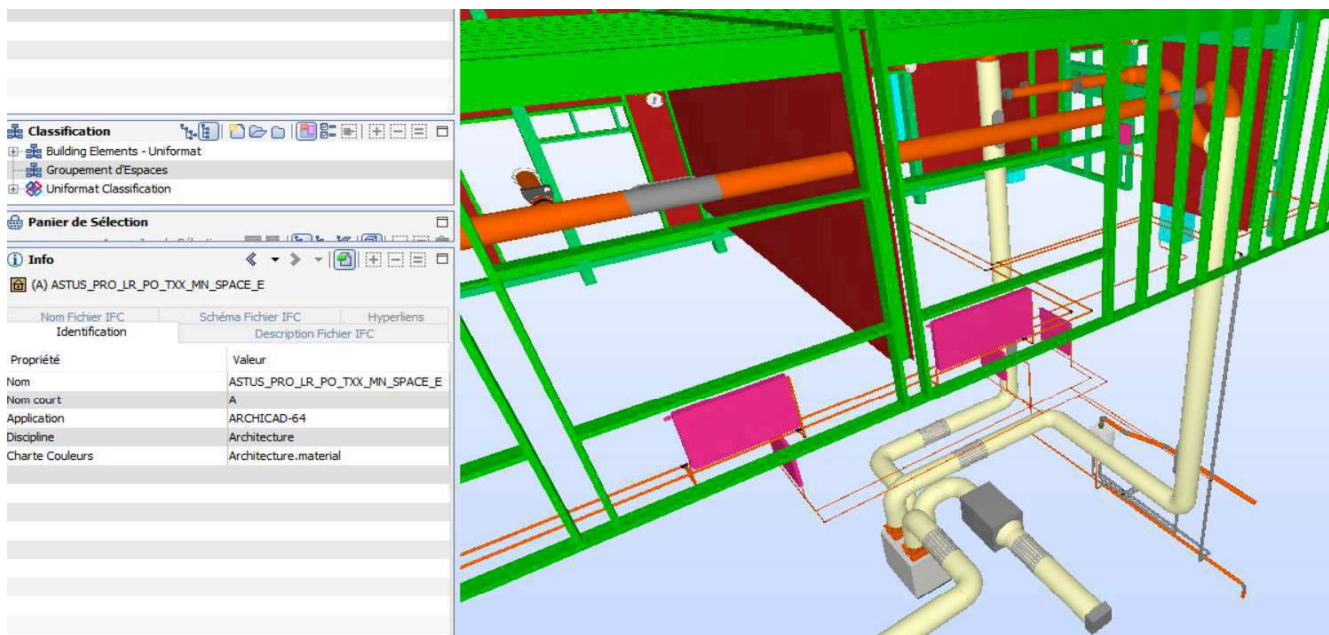 Classification
Building Elements - Uniformat
Groupement d'Espaces
Uniformat Classification
Panier de Sélection
Info
(A) ASTUS_PRO_LR_PO_TXX_MN_SPACE_E
Nom Fichier IFC Schéma Fichier IFC Hyperliens
Identification Description Fichier IFC
Propriété Valeur
Nom ASTUS_PRO_LR_PO_TXX_MN_SPACE_E
Nom court A
Application ARCHICAD-64
Discipline Architecture
Charte Couleurs Architecture.material